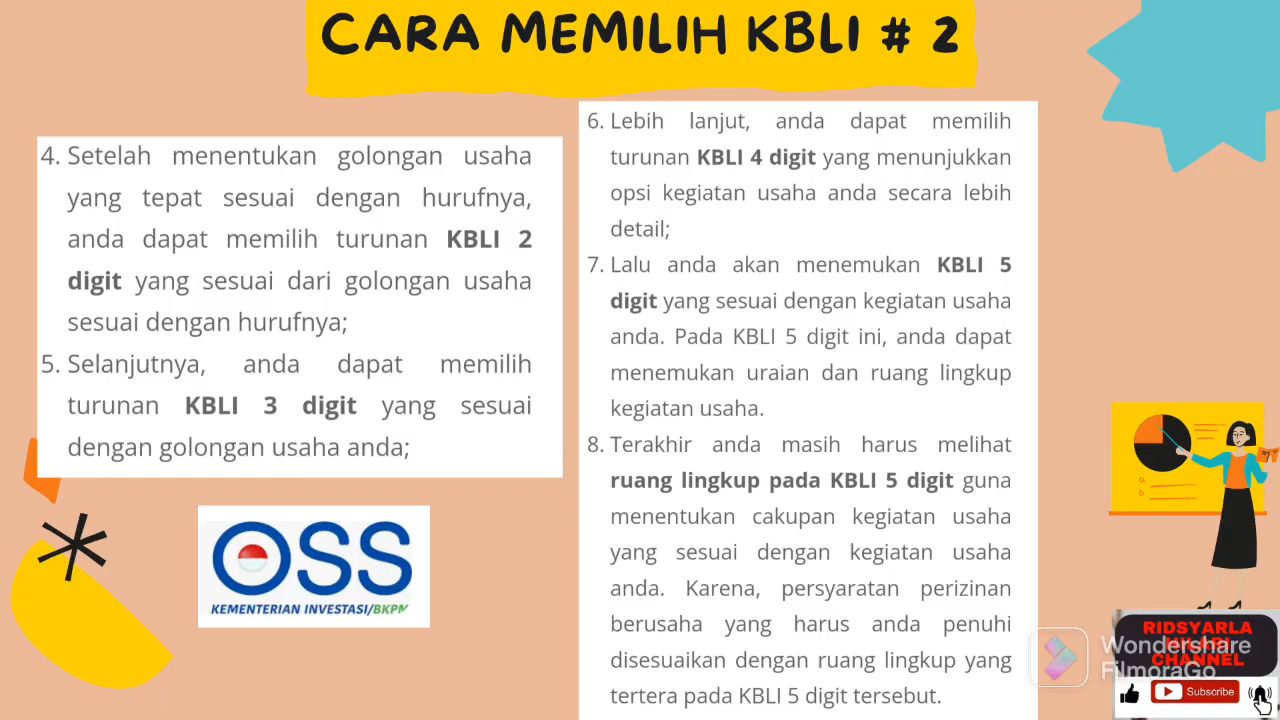 CARA MEMILIH KBLI # 2
4. Setelah menentukan golongan usaha
yang tepat sesuai dengan hurufnya,
anda dapat memilih turunan KBLI 2
digit yang sesuai dari golongan usaha
sesuai dengan hurufnya;
5. Selanjutnya, anda dapat memilih
turunan KBLI 3 digit yang sesuai
dengan golongan usaha anda;
6. Lebih lanjut, anda dapat memilih
turunan KBLI 4 digit yang menunjukkan
opsi kegiatan usaha anda secara lebih
detail;
7. Lalu anda akan menemukan KBLI 5
digit yang sesuai dengan kegiatan usaha
anda. Pada KBLI 5 digit ini, anda dapat
menemukan uraian dan ruang lingkup
kegiatan usaha.
8. Terakhir anda masih harus melihat
ruang lingkup pada KBLI 5 digit guna
menentukan cakupan kegiatan usaha
yang sesuai dengan kegiatan usaha
anda. Karena, persyaratan perizinan
berusaha yang harus anda penuhi
disesuaikan dengan ruang lingkup yang
tertera pada KBLI 5 digit tersebut.
OSS
KEMENTERIAN INVESTASI/BKPM
a
b
RIDSYARLA
CHANNEL
Wondershare
FilmoraGo
Subscribe